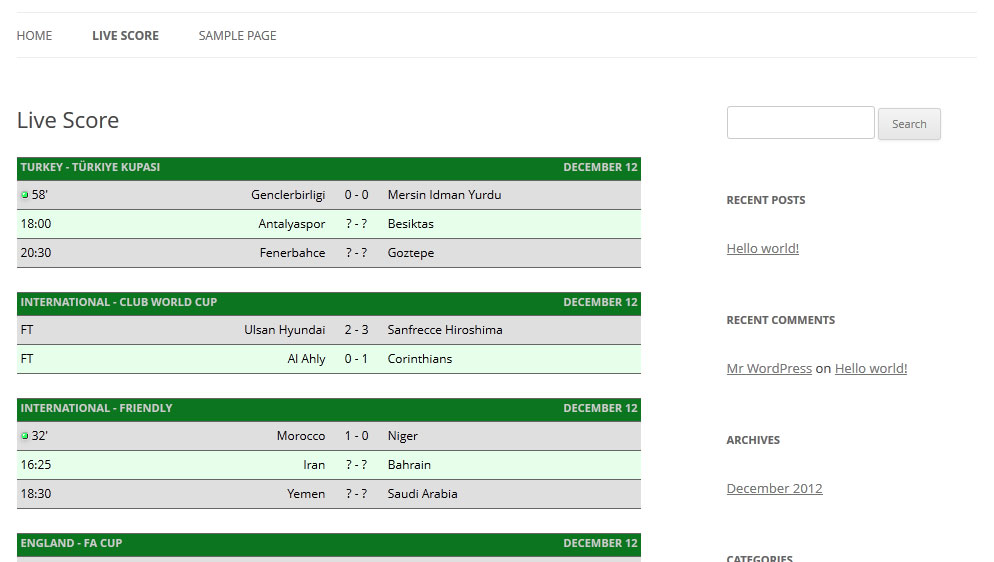 HOME LIVE SCORE SAMPLE PAGE
Live Score
TURKEY - TÜRKIYE KUPASI DECEMBER 12
58' Genclerbirligi 0 - 0 Mersin Idman Yurdu
18:00 Antalyaspor ? - ? Besiktas
20:30 Fenerbahce ? - ? Goztepe
INTERNATIONAL - CLUB WORLD CUP DECEMBER 12
FT Ulsan Hyundai 2 - 3 Sanfrecce Hiroshima
FT Al Ahly 0 - 1 Corinthians
INTERNATIONAL - FRIENDLY DECEMBER 12
32' Morocco 1 - 0 Niger
16:25 Iran ? - ? Bahrain
18:30 Yemen ? - ? Saudi Arabia
ENGLAND - FA CUP DECEMBER 12
Search
RECENT POSTS
Hello world!
RECENT COMMENTS
Mr WordPress on Hello world!
ARCHIVES
December 2012
CATEGORIES